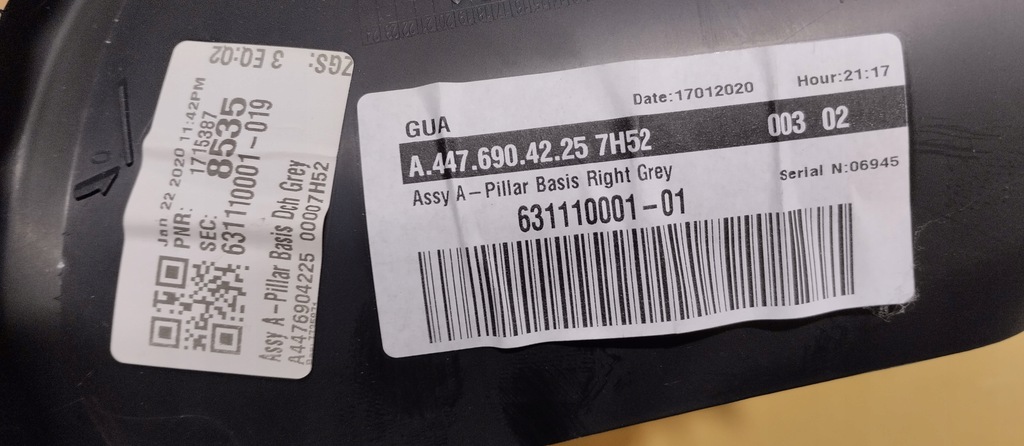 ZGS: 3 EQ:02
Jan 22 2020 11:42PM
PNR: 1715387
SEC: 8535
631110001-019
Assy A-Pillar Basis Dch Grey
A4476904225 00007H52
GUA
Date:17012020
Hour:21:17
A.447.690.42.25 7H52
003 02
Assy A-Pillar Basis Right Grey
Serial N:06945
631110001-01